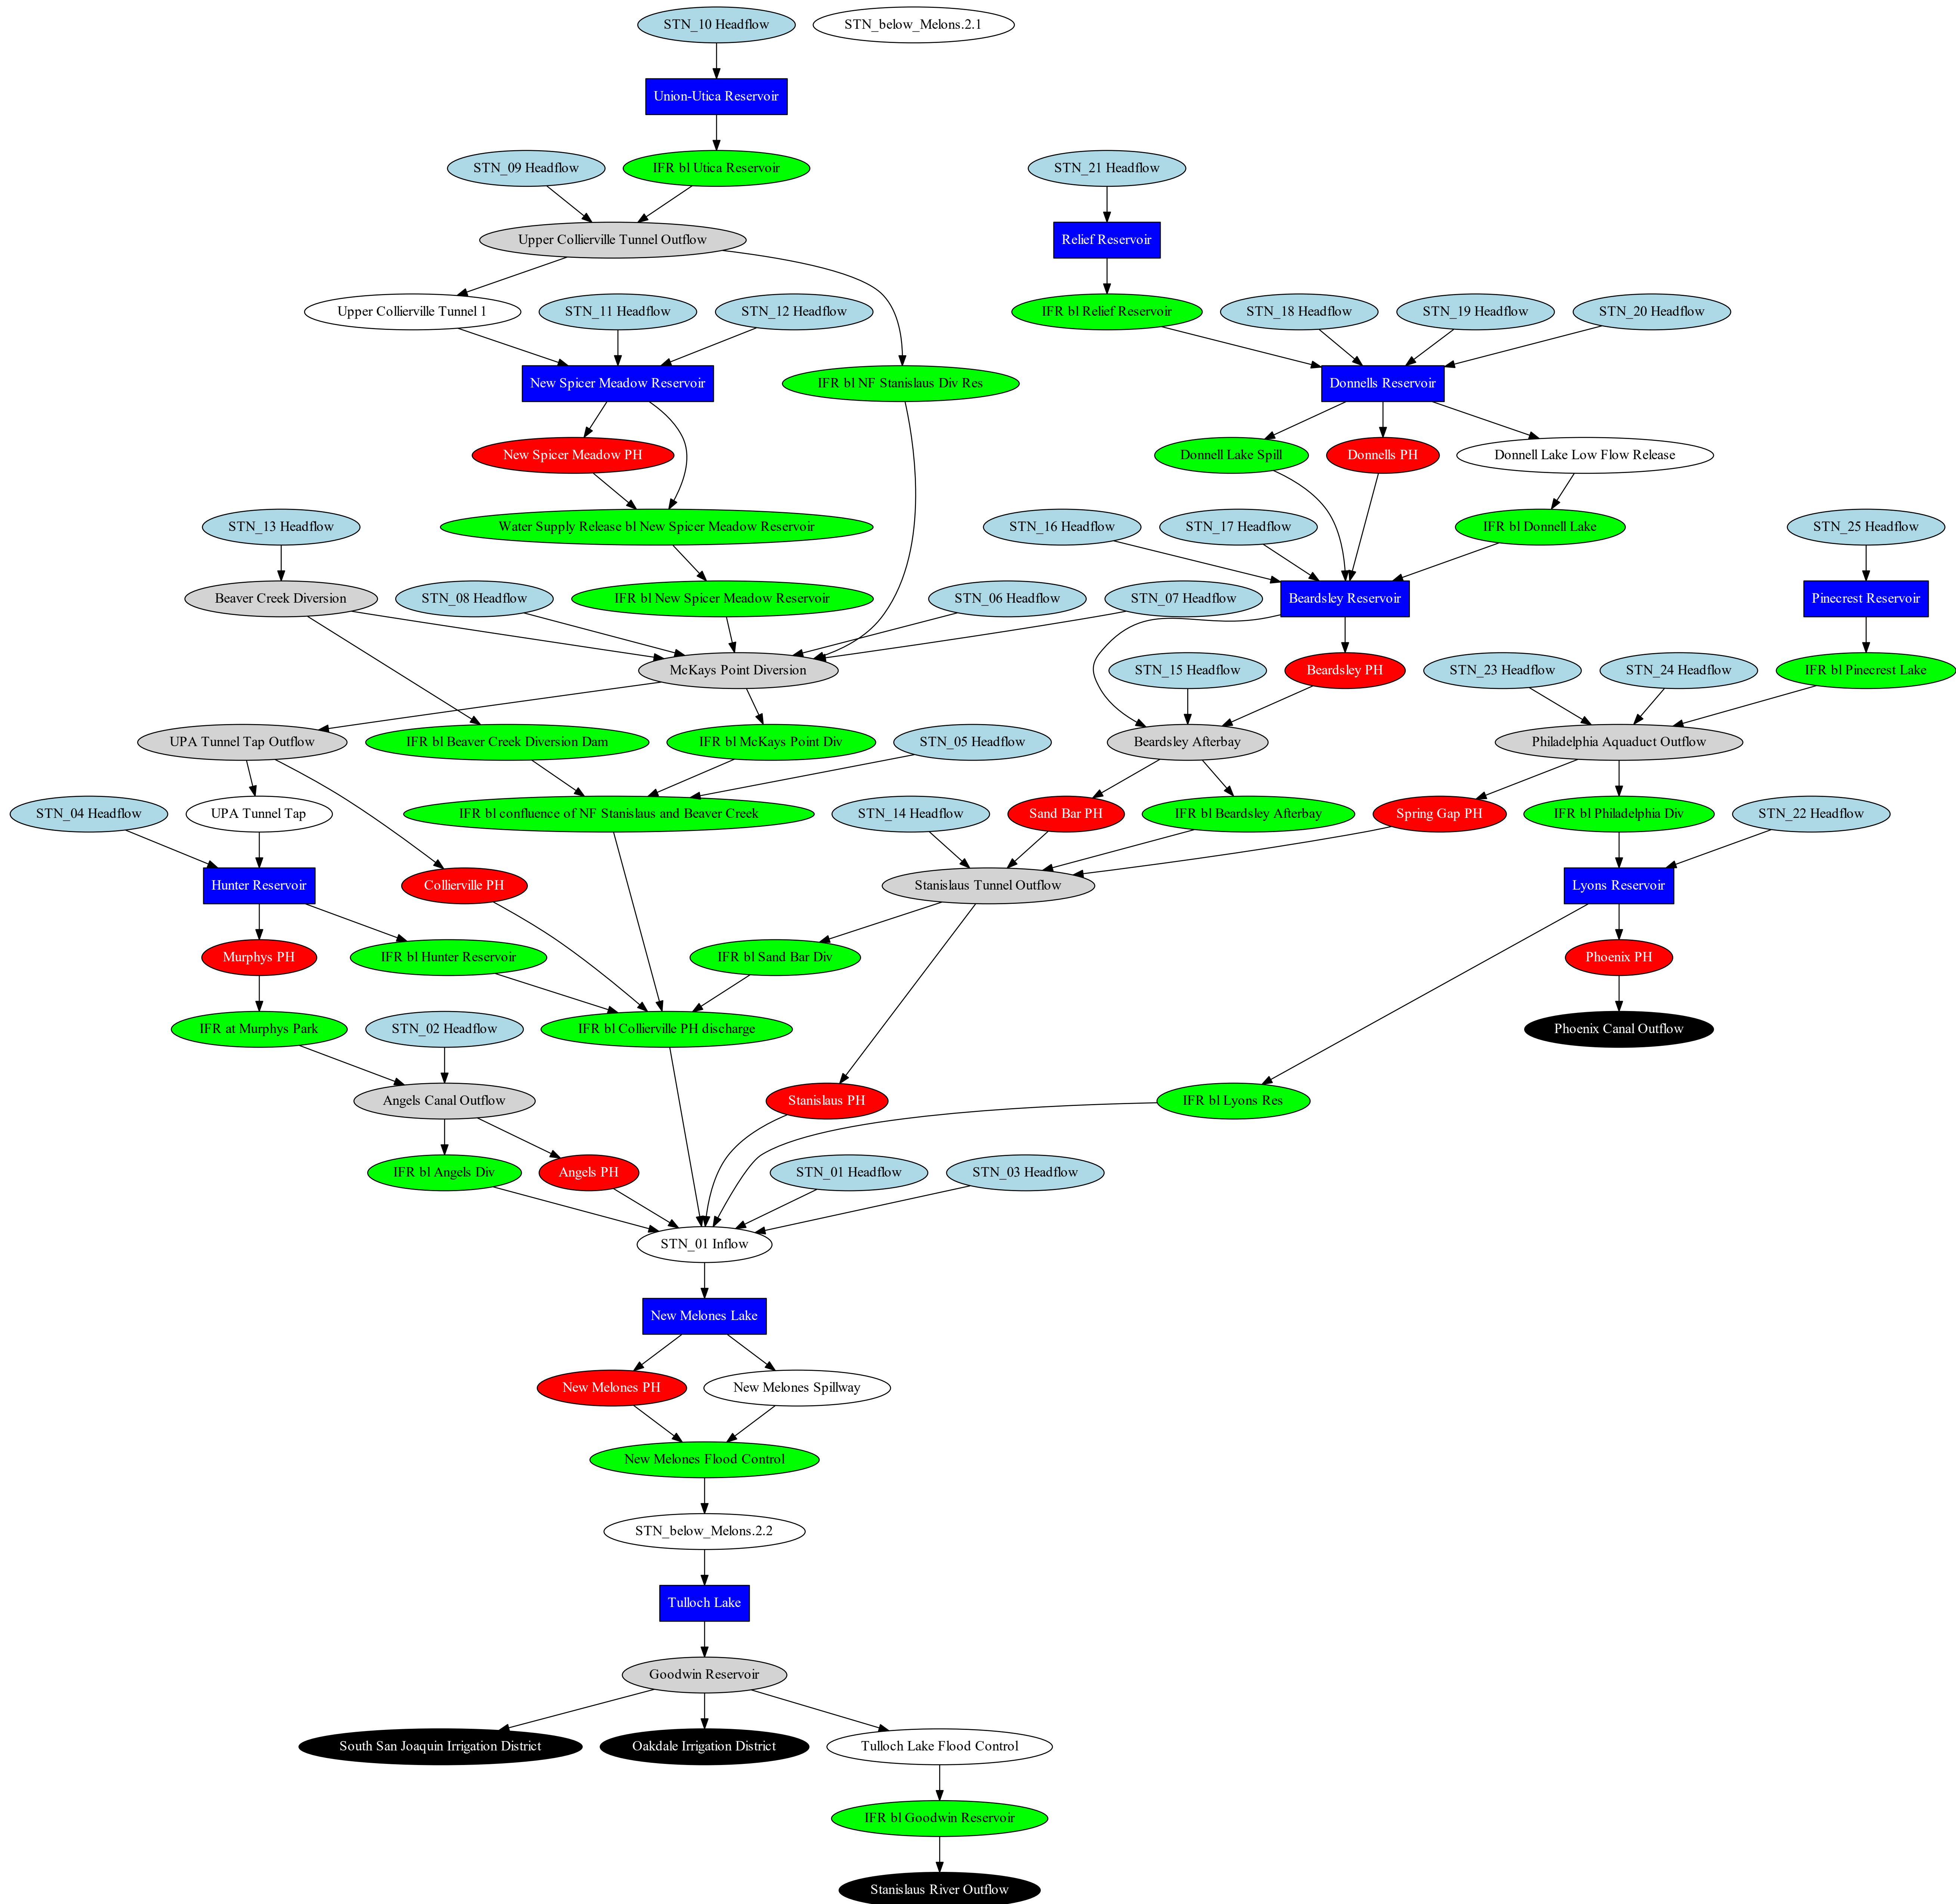 STN_10 Headflow
STN_below_Melons.2.1
Union-Utica Reservoir
STN_09 Headflow
IFR bl Utica Reservoir
STN_21 Headflow
Upper Collierville Tunnel Outflow
Relief Reservoir
Upper Collierville Tunnel 1
STN_11 Headflow
STN_12 Headflow
IFR bl Relief Reservoir
STN_18 Headflow
STN_19 Headflow
STN_20 Headflow
New Spicer Meadow Reservoir
IFR bl NF Stanislaus Div Res
Donnells Reservoir
New Spicer Meadow PH
Donnell Lake Spill
Donnells PH
Donnell Lake Low Flow Release
STN_13 Headflow
Water Supply Release bl New Spicer Meadow Reservoir
STN_16 Headflow
STN_17 Headflow
IFR bl Donnell Lake
STN_25 Headflow
Beaver Creek Diversion
STN_08 Headflow
IFR bl New Spicer Meadow Reservoir
STN_06 Headflow
STN_07 Headflow
Beardsley Reservoir
Pinecrest Reservoir
McKays Point Diversion
STN_15 Headflow
Beardsley PH
STN_23 Headflow
STN_24 Headflow
IFR bl Pinecrest Lake
UPA Tunnel Tap Outflow
IFR bl Beaver Creek Diversion Dam
IFR bl McKays Point Div
STN_05 Headflow
Beardsley Afterbay
Philadelphia Aquaduct Outflow
STN_04 Headflow
UPA Tunnel Tap
IFR bl confluence of NF Stanislaus and Beaver Creek
STN_14 Headflow
Sand Bar PH
IFR bl Beardsley Afterbay
Spring Gap PH
IFR bl Philadelphia Div
STN_22 Headflow
Hunter Reservoir
Collierville PH
Stanislaus Tunnel Outflow
Lyons Reservoir
Murphys PH
IFR bl Hunter Reservoir
IFR bl Sand Bar Div
Phoenix PH
IFR at Murphys Park
STN_02 Headflow
IFR bl Collierville PH discharge
Phoenix Canal Outflow
Angels Canal Outflow
Stanislaus PH
IFR bl Lyons Res
IFR bl Angels Div
Angels PH
STN_01 Headflow
STN_03 Headflow
STN_01 Inflow
New Melones Lake
New Melones PH
New Melones Spillway
New Melones Flood Control
STN_below_Melons.2.2
Tulloch Lake
Goodwin Reservoir
South San Joaquin Irrigation District
Oakdale Irrigation District
Tulloch Lake Flood Control
IFR bl Goodwin Reservoir
Stanislaus River Outflow